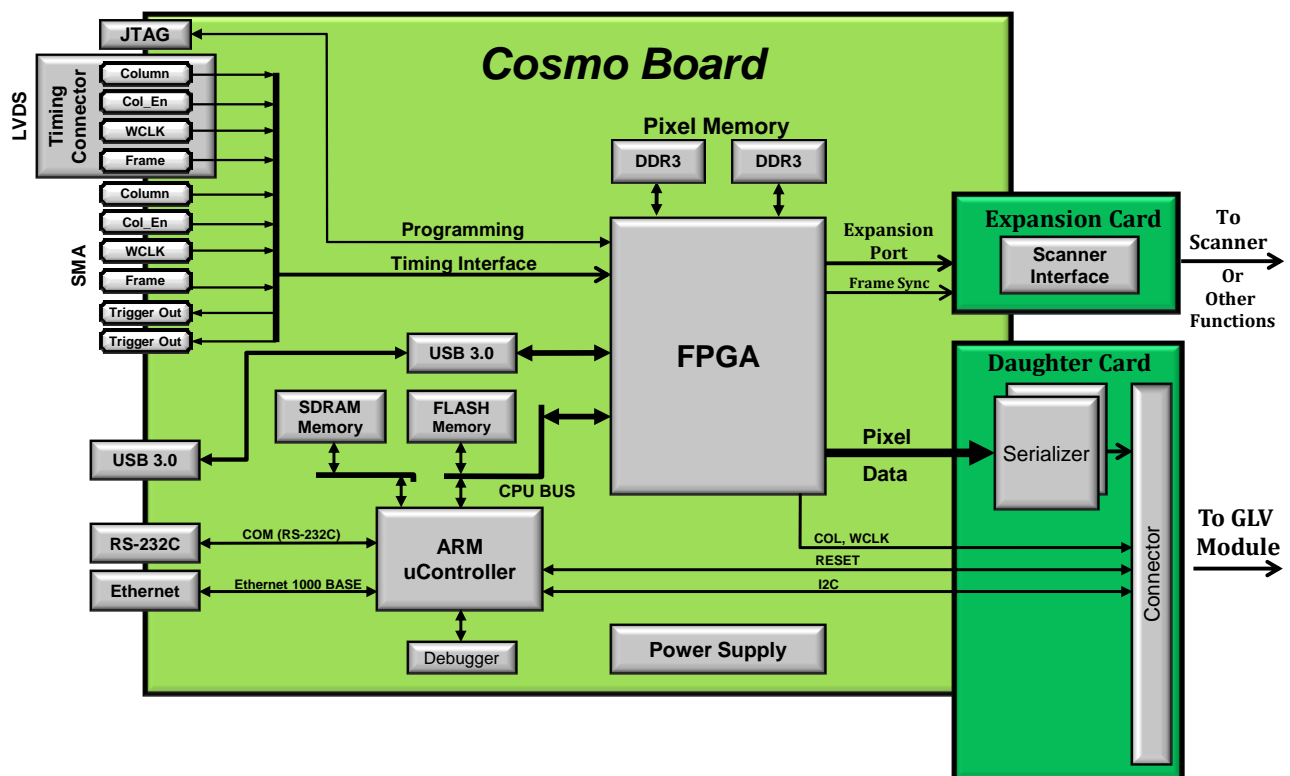 Cosmo Board
JTAG
LVDS
Timing
Connector
Column
Col_En
WCLK
Frame
SMA
Column
Col_En
WCLK
Frame
Trigger Out
Trigger Out
Programming
Timing Interface
Pixel Memory
DDR3
DDR3
FPGA
Expansion
Port
Frame Sync
Expansion Card
Scanner
Interface
To
Scanner
Or
Other
Functions
USB 3.0
USB 3.0
SDRAM
Memory
FLASH
Memory
CPU BUS
Pixel
Data
Daughter Card
Serializer
Connector
To GLV
Module
RS-232C
COM (RS-232C)
Ethernet
Ethernet 1000 BASE
ARM
uController
COL, WCLK
RESET
I2C
Debugger
Power Supply